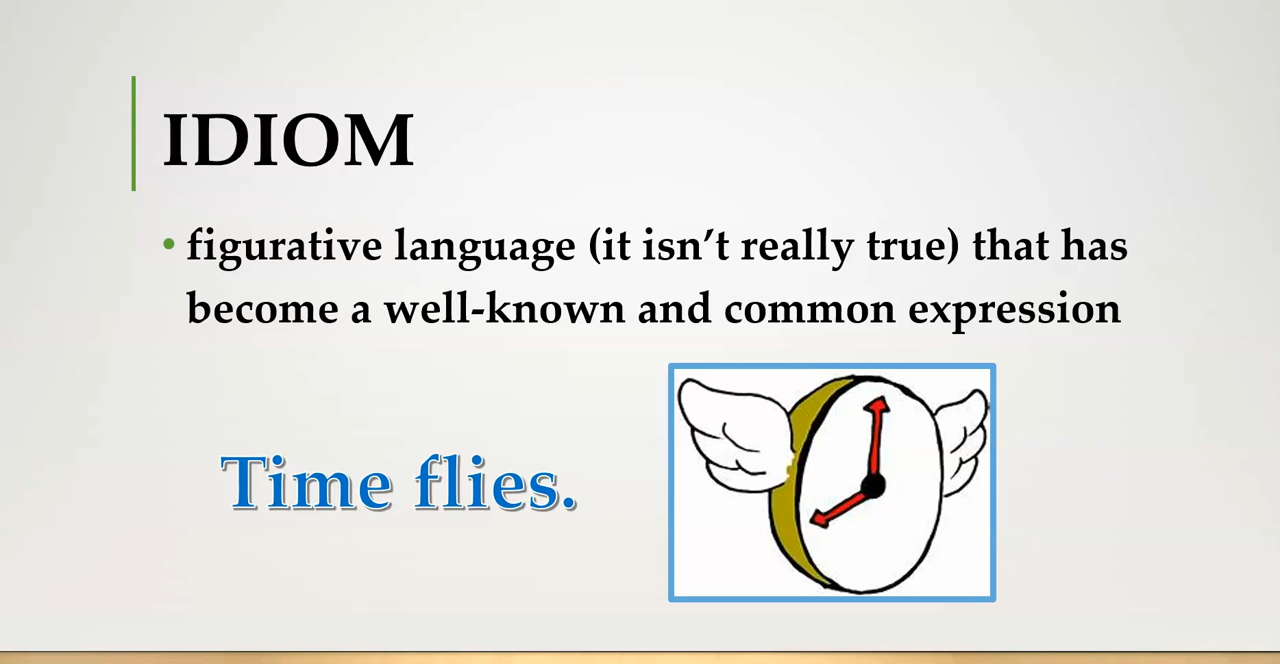 IDIOM
• figurative language (it isn’t really true) that has
become a well-known and common expression
Time flies.